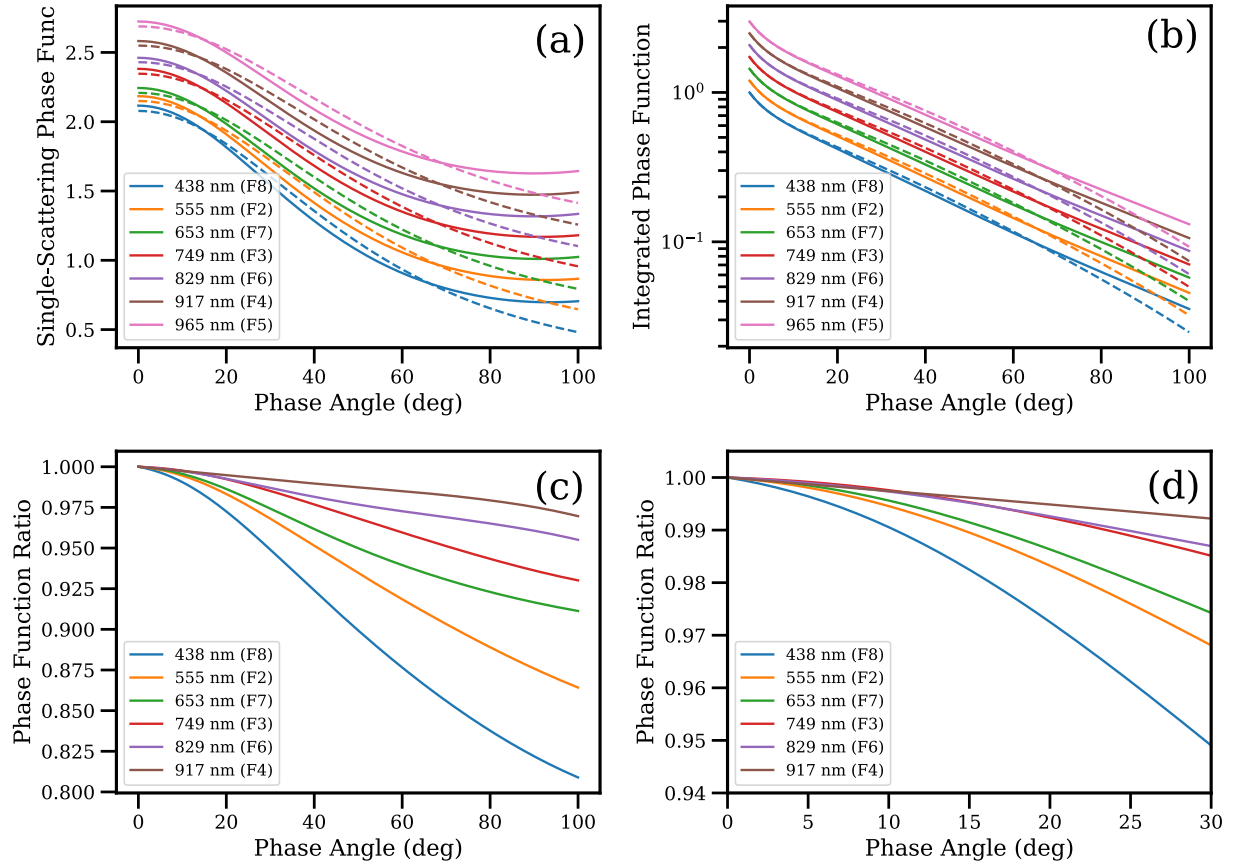 (a)
Single-Scattering Phase Func
2.5
2.0
1.5
1.0
0.5
438 nm (F8)
555 nm (F2)
653 nm (F7)
749 nm (F3)
829 nm (F6)
917 nm (F4)
965 nm (F5)
0 20 40 60 80 100
Phase Angle (deg)
(b)
Integrated Phase Function
10⁰
10⁻¹
438 nm (F8)
555 nm (F2)
653 nm (F7)
749 nm (F3)
829 nm (F6)
917 nm (F4)
965 nm (F5)
0 20 40 60 80 100
Phase Angle (deg)
(c)
Phase Function Ratio
1.000
0.975
0.950
0.925
0.900
0.875
0.850
0.825
0.800
438 nm (F8)
555 nm (F2)
653 nm (F7)
749 nm (F3)
829 nm (F6)
917 nm (F4)
0 20 40 60 80 100
Phase Angle (deg)
(d)
Phase Function Ratio
1.00
0.99
0.98
0.97
0.96
0.95
0.94
438 nm (F8)
555 nm (F2)
653 nm (F7)
749 nm (F3)
829 nm (F6)
917 nm (F4)
0 5 10 15 20 25 30
Phase Angle (deg)